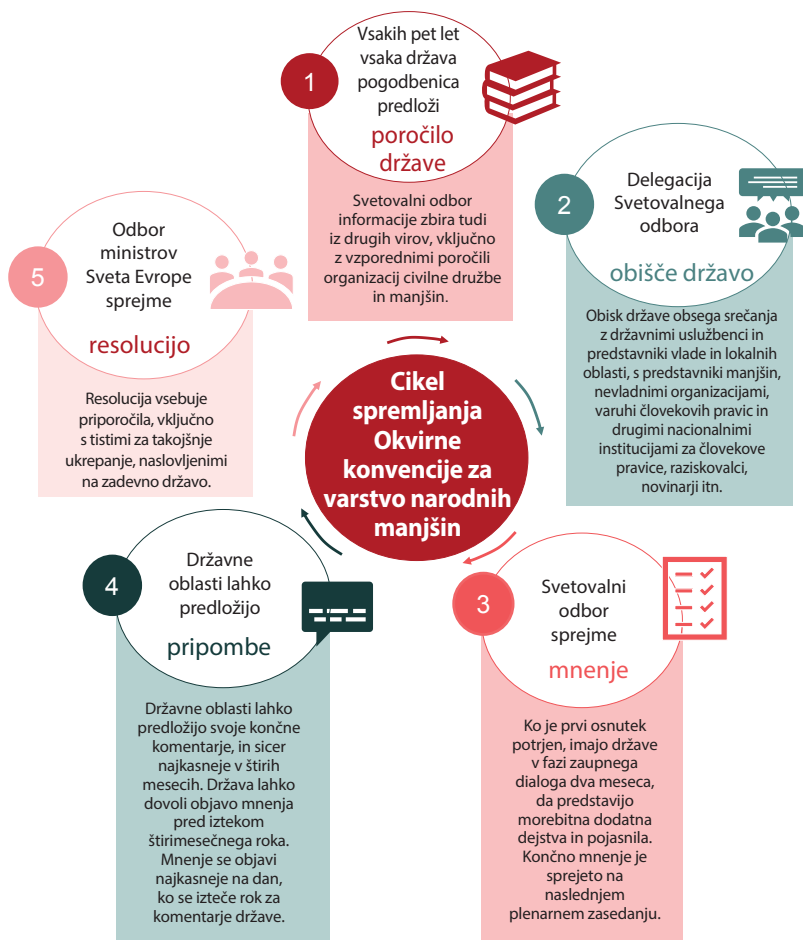 1
Vsakih pet let
vsaka država
pogodbenica
predloži
poročilo
države
Svetovalni odbor
informacije zbira tudi
iz drugih virov, vključno
z vzporednimi poročili
organizacij civilne družbe
in manjšin.
2
Delegacija
Svetovalnega
odbora
obišče državo
Obisk države obsega srečanja
z državnimi uslužbenci in
predstavniki vlade in lokalnih
oblasti, s predstavniki manjšin,
nevladnimi organizacijami,
varuhi človekovih pravic in
drugimi nacionalnimi
institucijami za človekove
pravice, raziskovalci,
novinarji itn.
3
Svetovalni
odbor
sprejme
mnenje
Ko je prvi osnutek
potrjen, imajo države
v fazi zaupnega
dialoga dva meseca,
da predstavijo
morebitna dodatna
dejstva in pojasnila.
Končno mnenje je
sprejeto na
naslednjem
plenarnem zasedanju.
4
Državne
oblasti lahko
predložijo
pripombe
Državne oblasti lahko
predložijo svoje končne
komentarje, in sicer
najkasneje v štirih
mesecih. Država lahko
dovoli objavo mnenja
pred iztekom
štirimesečnega roka.
Mnenje se objavi
najkasneje na dan,
ko se izteče rok za
komentarje države.
5
Odbor
ministrov
Sveta Evrope
sprejme
resolucijo
Resolucija vsebuje
priporočila, vključno
s tistimi za takojšnje
ukrepanje, naslovljenimi
na zadevno državo.
Cikel
spremljanja
Okvirne
konvencije za
varstvo narodnih
manjšin